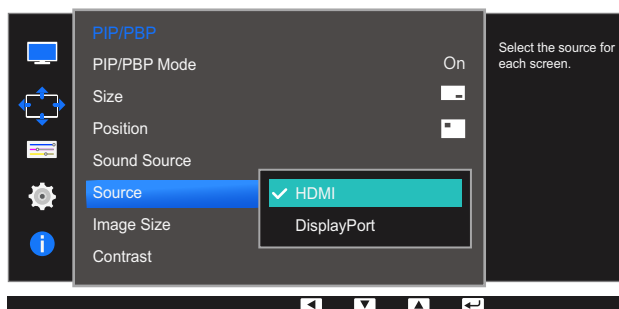 PIP/PBP
PIP/PBP Mode On
Size
Position
Sound Source
Source
Image Size
Contrast
HDMI
DisplayPort
Select the source for
each screen.